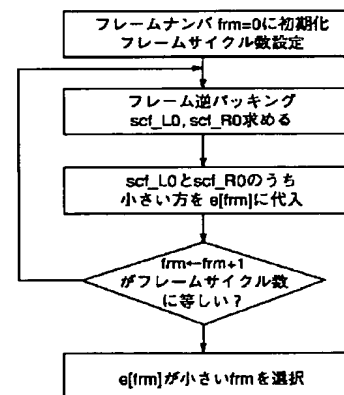 フレームナンバ frm=0に初期化
フレームサイクル数設定
フレーム逆パッキング
scf_L0, scf_R0求める
scf_L0とscf_R0のうち
小さい方を e[frm]に代入
frm←frm+1
がフレームサイクル数
に等しい?
e[frm]が小さいfrmを選択